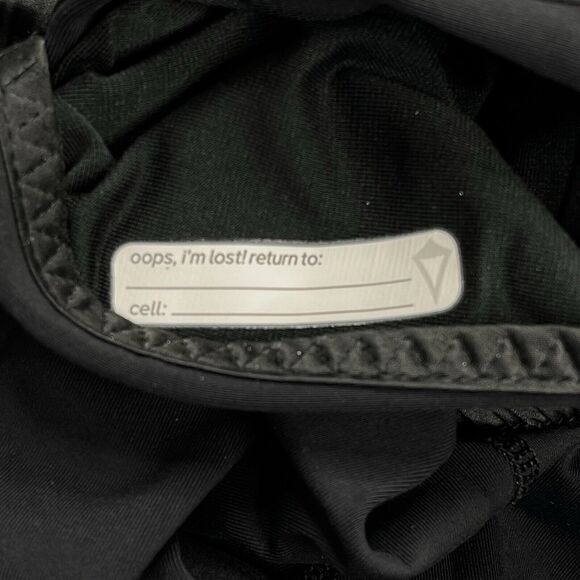 oops, i'm lost! return to:
cell: